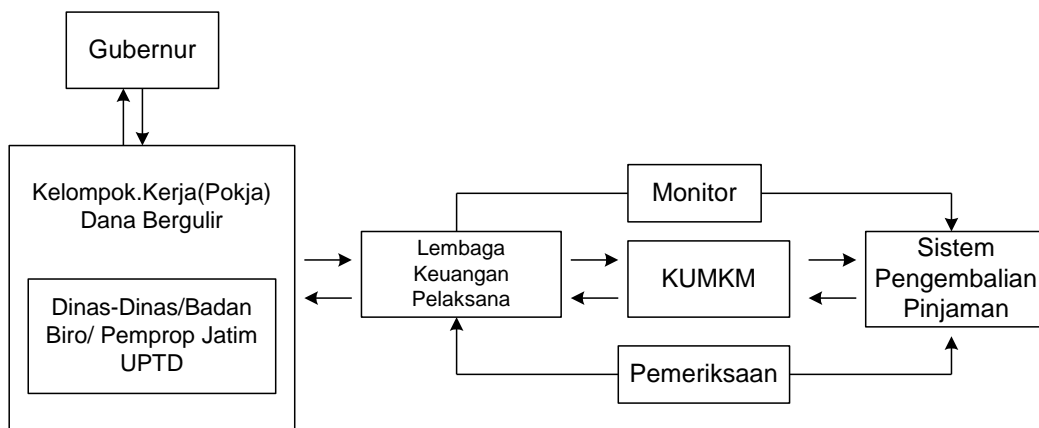 Gubernur
Kelompok.Kerja(Pokja)
Dana Bergulir
Dinas-Dinas/Badan
Biro/ Pemprop Jatim
UPTD
Monitor
Lembaga
Keuangan
Pelaksana
KUMKM
Sistem
Pengembalian
Pinjaman
Pemeriksaan